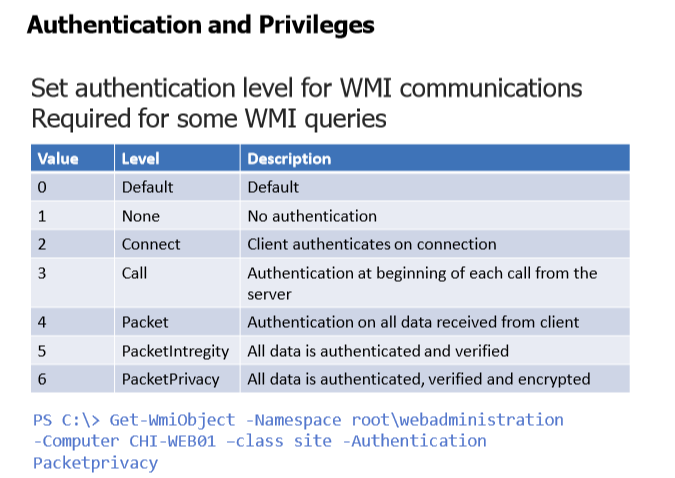 Authentication and Privileges
Set authentication level for WMI communications
Required for some WMI queries
Value Level Description
0 Default Default
1 None No authentication
2 Connect Client authenticates on connection
3 Call Authentication at beginning of each call from the
server
4 Packet Authentication on all data received from client
5 PacketIntregity All data is authenticated and verified
6 PacketPrivacy All data is authenticated, verified and encrypted
PS C:\> Get-WmiObject -Namespace root\webadministration
-Computer CHI-WEB01 –class site -Authentication
Packetprivacy